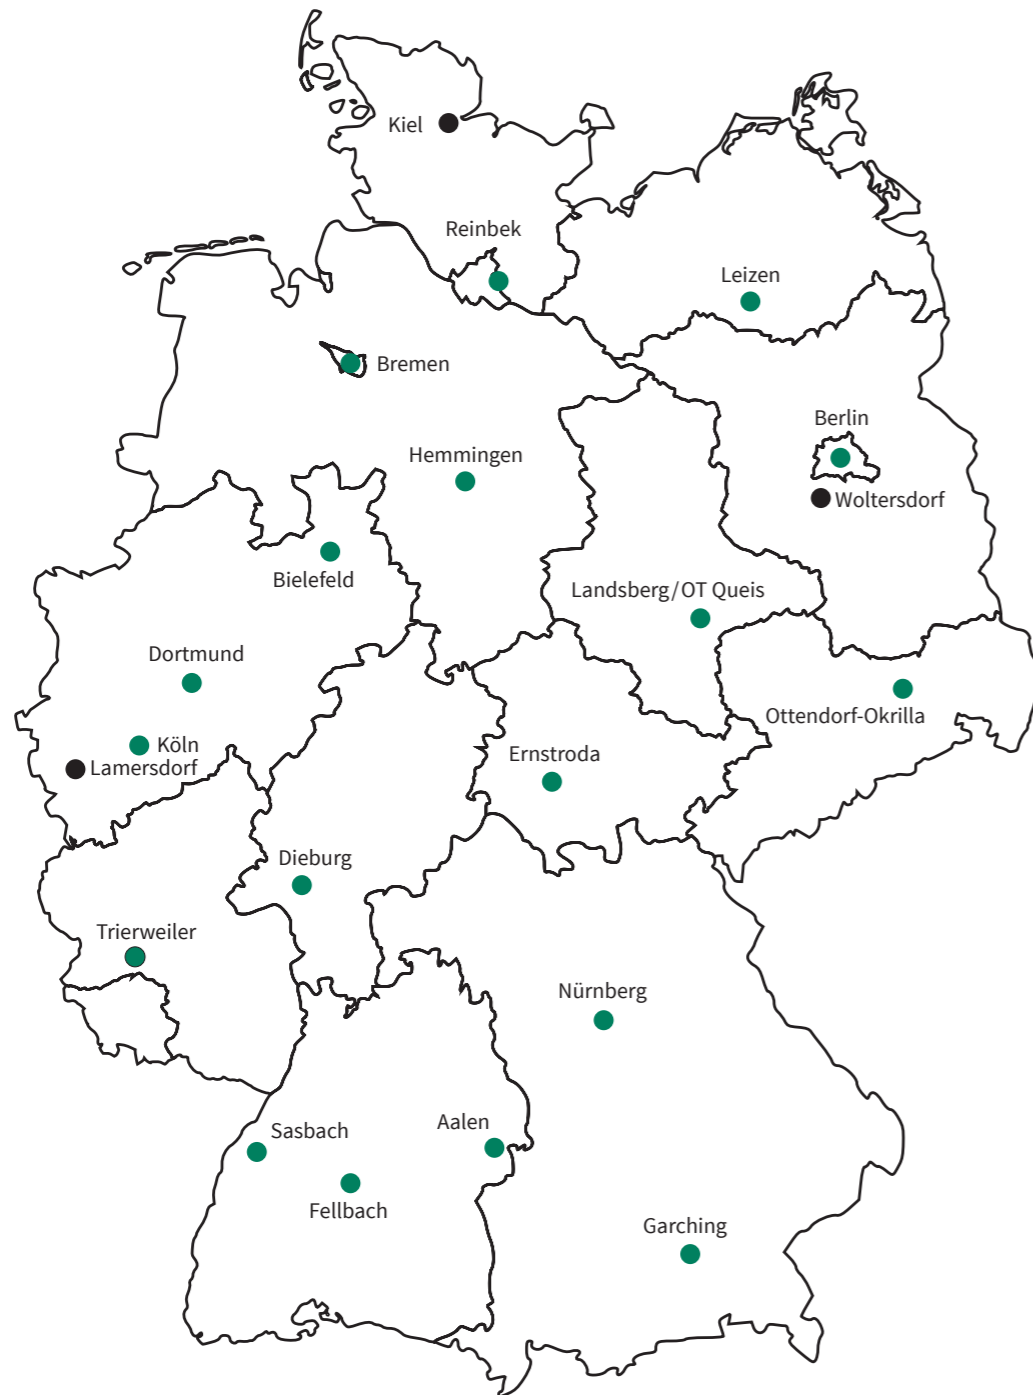 Kiel
Reinbek
Leizen
Bremen
Berlin
Hemmingen
Woltersdorf
Bielefeld
Landsberg/OT Queis
Dortmund
Ottendorf-Okrilla
Köln
Ernstroda
Lamersdorf
Dieburg
Trierweiler
Nürnberg
Aalen
Sasbach
Fellbach
Garching